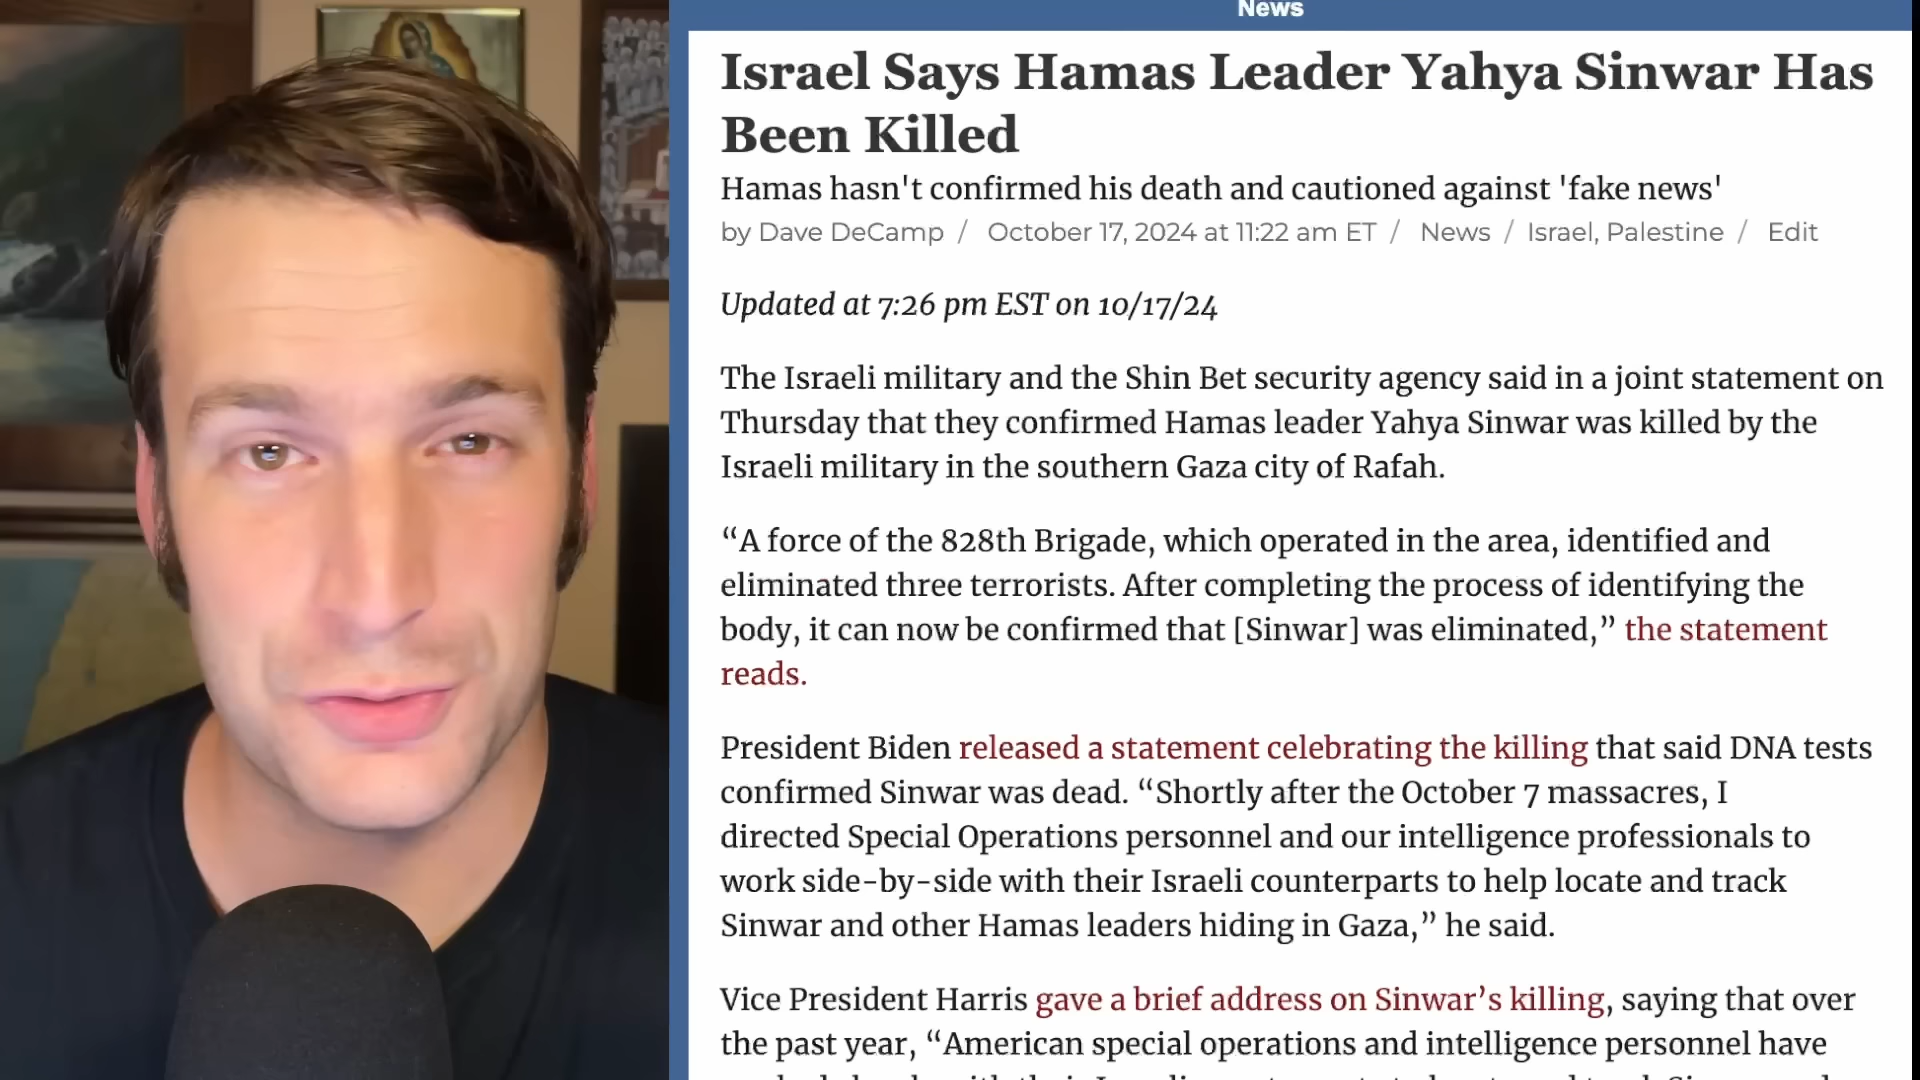 News
Israel Says Hamas Leader Yahya Sinwar Has
Been Killed
Hamas hasn't confirmed his death and cautioned against 'fake news'
by Dave DeCamp / October 17, 2024 at 11:22 am ET / News / Israel, Palestine / Edit
Updated at 7:26 pm EST on 10/17/24
The Israeli military and the Shin Bet security agency said in a joint statement on
Thursday that they confirmed Hamas leader Yahya Sinwar was killed by the
Israeli military in the southern Gaza city of Rafah.
“A force of the 828th Brigade, which operated in the area, identified and
eliminated three terrorists. After completing the process of identifying the
body, it can now be confirmed that [Sinwar] was eliminated,” the statement
reads.
President Biden released a statement celebrating the killing that said DNA tests
confirmed Sinwar was dead. “Shortly after the October 7 massacres, I
directed Special Operations personnel and our intelligence professionals to
work side-by-side with their Israeli counterparts to help locate and track
Sinwar and other Hamas leaders hiding in Gaza,” he said.
Vice President Harris gave a brief address on Sinwar’s killing, saying that over
the past year, “American special operations and intelligence personnel have